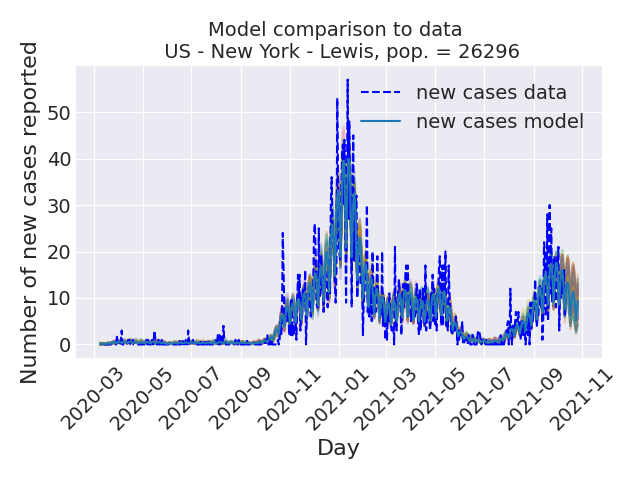 Model comparison to data
US - New York - Lewis, pop. = 26296
Number of new cases reported
50
40
30
20
10
0
new cases data
new cases model
2020-03
2020-05
2020-07
2020-09
2020-11
2021-01
2021-03
2021-05
2021-07
2021-09
2021-11
Day